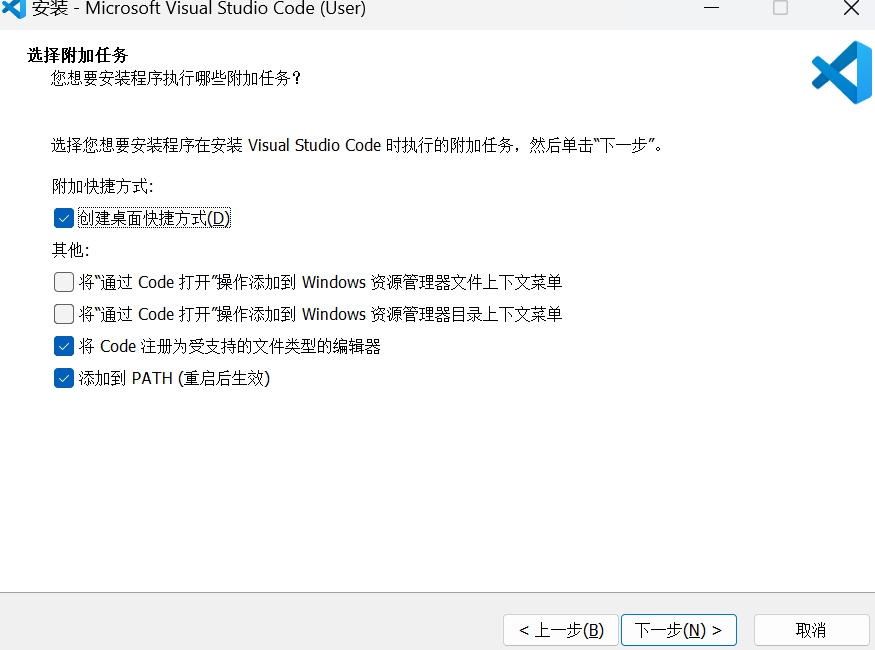 安装 - Microsoft Visual Studio Code (User)
选择附加任务
您想要安装程序执行哪些附加任务？
选择您想要安装程序在安装 Visual Studio Code 时执行的附加任务，然后单击“下一步”。
附加快捷方式:
创建桌面快捷方式(D)
其他:
将“通过 Code 打开”操作添加到 Windows 资源管理器文件上下文菜单
将“通过 Code 打开”操作添加到 Windows 资源管理器目录上下文菜单
将 Code 注册为受支持的文件类型的编辑器
添加到 PATH (重启后生效)
< 上一步(B) 下一步(N) > 取消